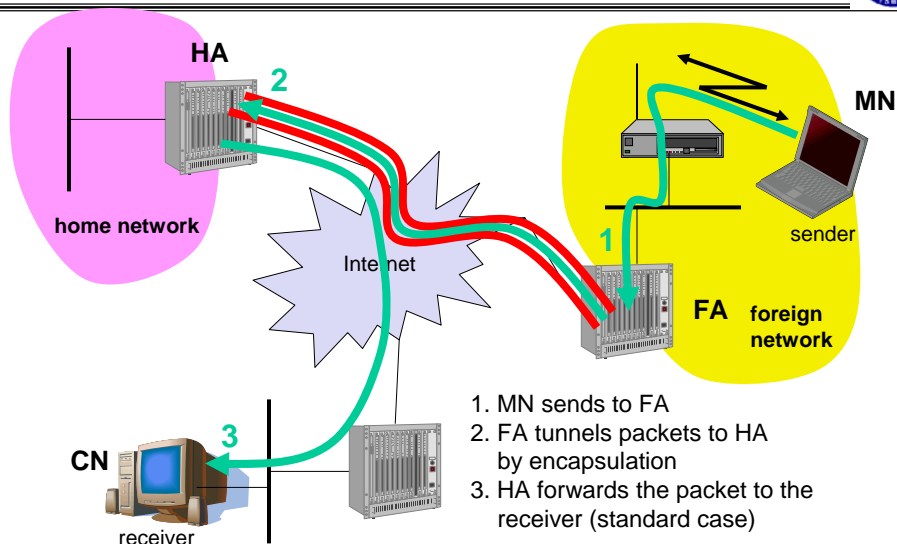 HA
2
MN
home network
Internet
1
sender
FA
foreign
network
3
CN
receiver
1. MN sends to FA
2. FA tunnels packets to HA
by encapsulation
3. HA forwards the packet to the
receiver (standard case)